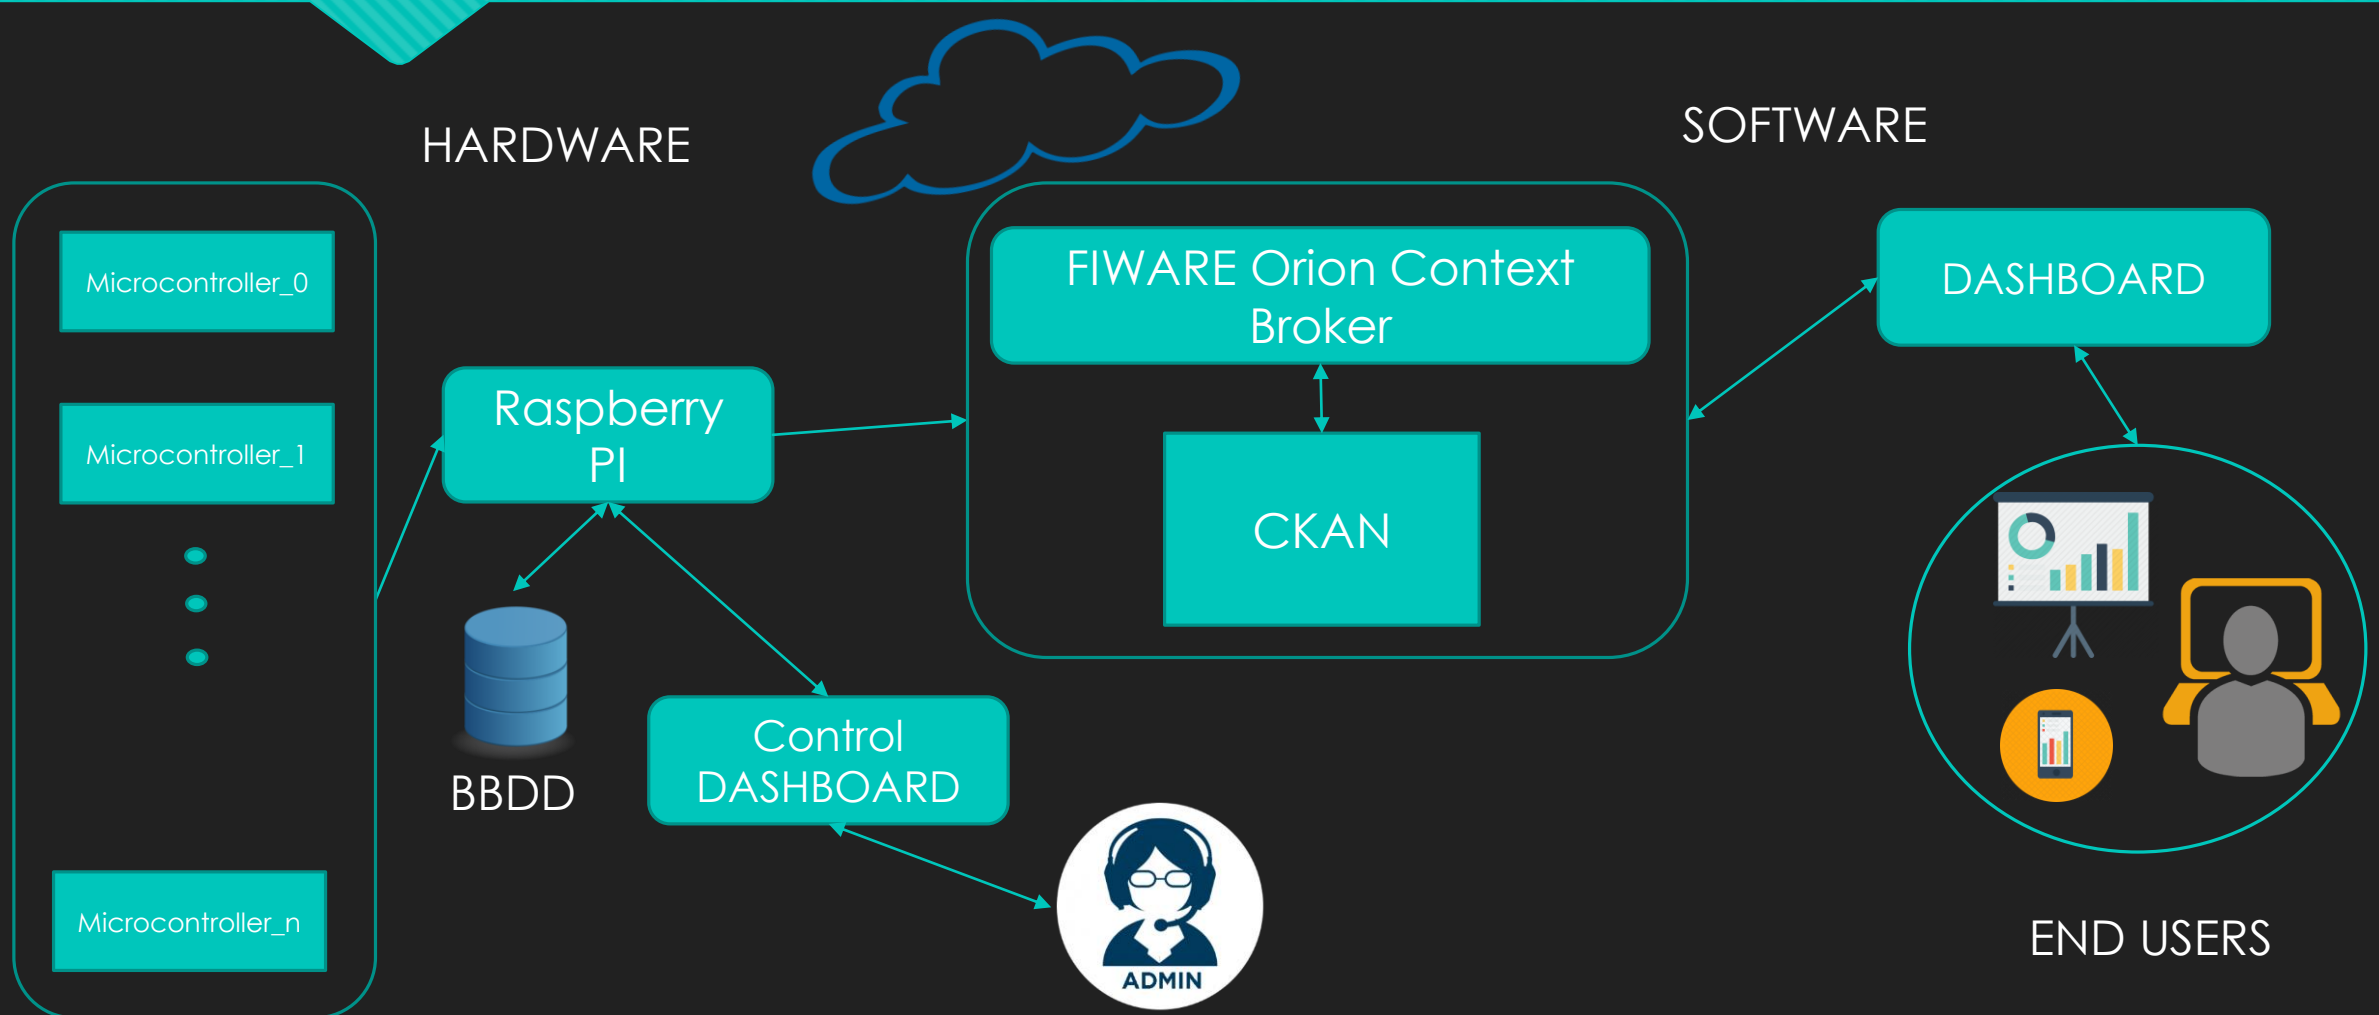 HARDWARE
SOFTWARE
Microcontroller_0
Microcontroller_1
Microcontroller_n
Raspberry
PI
BBDD
Control
DASHBOARD
ADMIN
FIWARE Orion Context
Broker
CKAN
DASHBOARD
END USERS